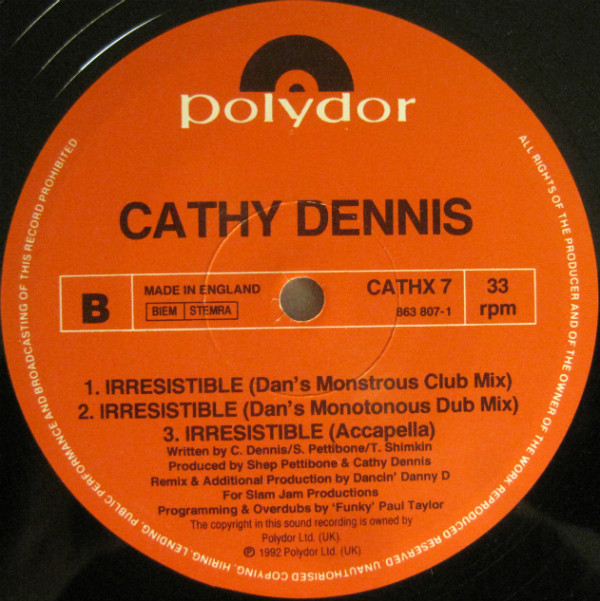 polydor
CATHY DENNIS
B
MADE IN ENGLAND
BIEM STEMRA
CATHX 7
863 807-1
33
rpm
1. IRRESISTIBLE (Dan's Monstrous Club Mix)
2. IRRESISTIBLE (Dan's Monotonous Dub Mix)
3. IRRESISTIBLE (Accapella)
Written by C. Dennis/S. Pettibone/T. Shimkin
Produced by Shep Pettibone & Cathy Dennis
Remix & Additional Production by Dancin' Danny D
For Slam Jam Productions
Programming & Overdubs by 'Funky' Paul Taylor
The copyright in this sound recording is owned by
Polydor Ltd. (UK)
℗ 1992 Polydor Ltd. (UK)
ALL RIGHTS OF THE PRODUCER AND OF THE OWNER OF THE WORK REPRODUCED RESERVED UNAUTHORISED COPYING, HIRING, LENDING, PUBLIC PERFORMANCE AND BROADCASTING OF THIS RECORD PROHIBITED